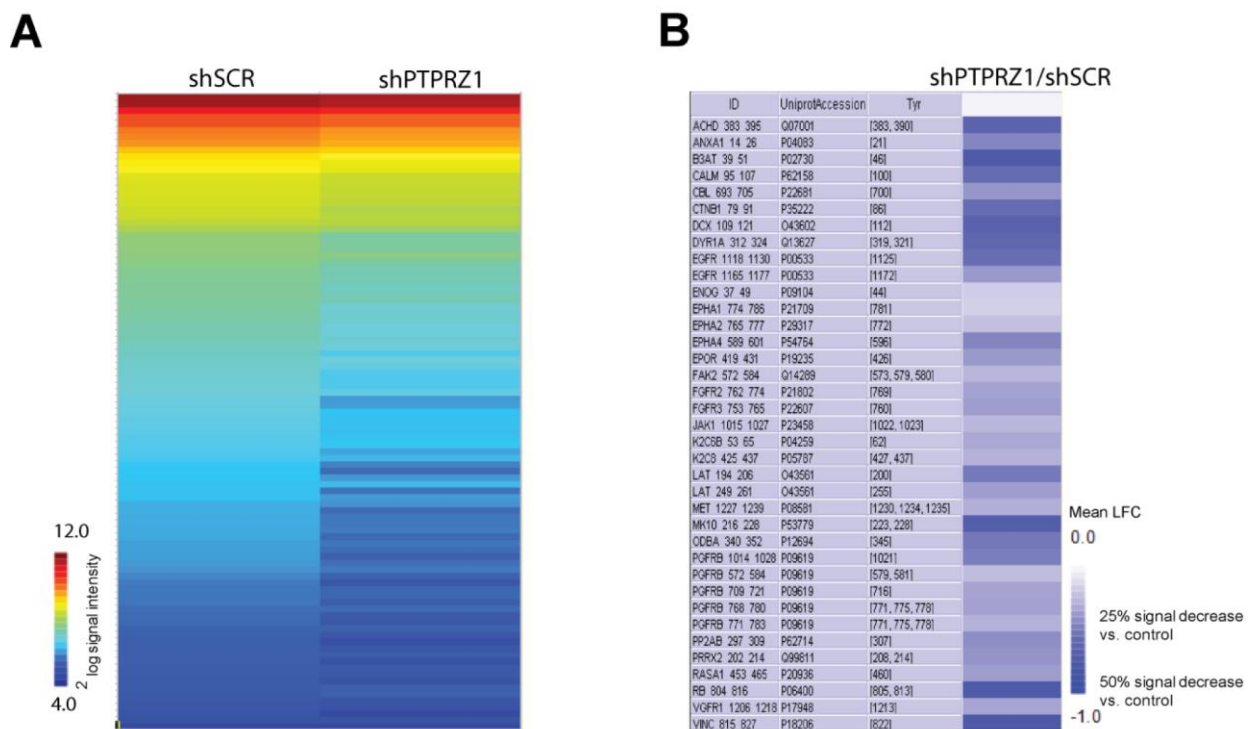 A
B
shSCR
shPTPRZ1
shPTPRZ1/shSCR
ID UniprotAccession Tyr
ACHD 383 395 Q07001 [383, 390]
ANXA1 14 26 P04083 [21]
B3AT 39 51 P02730 [46]
CALM 95 107 P62158 [100]
CBL 693 705 P22681 [700]
CTNB1 79 91 P35222 [86]
DCX 109 121 O43602 [112]
DYR1A 312 324 Q13627 [319, 321]
EGFR 1118 1130 P00533 [1125]
EGFR 1165 1177 P00533 [1172]
ENOG 37 49 P09104 [44]
EPHA1 774 786 P21709 [781]
EPHA2 765 777 P29317 [772]
EPHA4 589 601 P54764 [596]
EPOR 419 431 P19235 [426]
FAK2 572 584 Q14289 [573, 579, 580]
FGFR2 762 774 P21802 [769]
FGFR3 753 765 P22607 [760]
JAK1 1015 1027 P23458 [1022, 1023]
K2C6B 53 65 P04259 [62]
K2C8 425 437 P05787 [427, 437]
LAT 194 206 O43561 [200]
LAT 249 261 O43561 [255]
MET 1227 1239 P08581 [1230, 1234, 1235]
MK10 216 228 P53779 [223, 228]
ODBA 340 352 P12694 [345]
PGFRB 1014 1028 P09619 [1021]
PGFRB 572 584 P09619 [579, 581]
PGFRB 709 721 P09619 [716]
PGFRB 768 780 P09619 [771, 775, 778]
PGFRB 771 783 P09619 [771, 775, 778]
PP2AB 297 309 P62714 [307]
PRRX2 202 214 Q99811 [208, 214]
RASA1 453 465 P20936 [460]
RB 804 816 P06400 [805, 813]
VGFR1 1206 1218 P17948 [1213]
VINC 815 827 P18206 [822]
12.0
log2 signal intensity
4.0
Mean LFC
0.0
25% signal decrease
vs. control
50% signal decrease
vs. control
-1.0